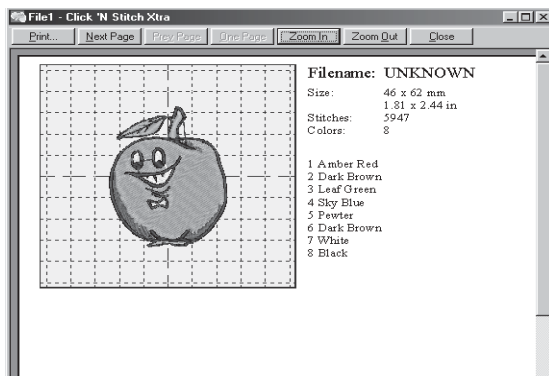 File1 - Click 'N Stitch Xtra
Print... Next Page Prev Page One Page Zoom In Zoom Out Close
Filename: UNKNOWN
Size: 46 x 62 mm
1.81 x 2.44 in
Stitches: 5947
Colors: 8
1 Amber Red
2 Dark Brown
3 Leaf Green
4 Sky Blue
5 Pewter
6 Dark Brown
7 White
8 Black